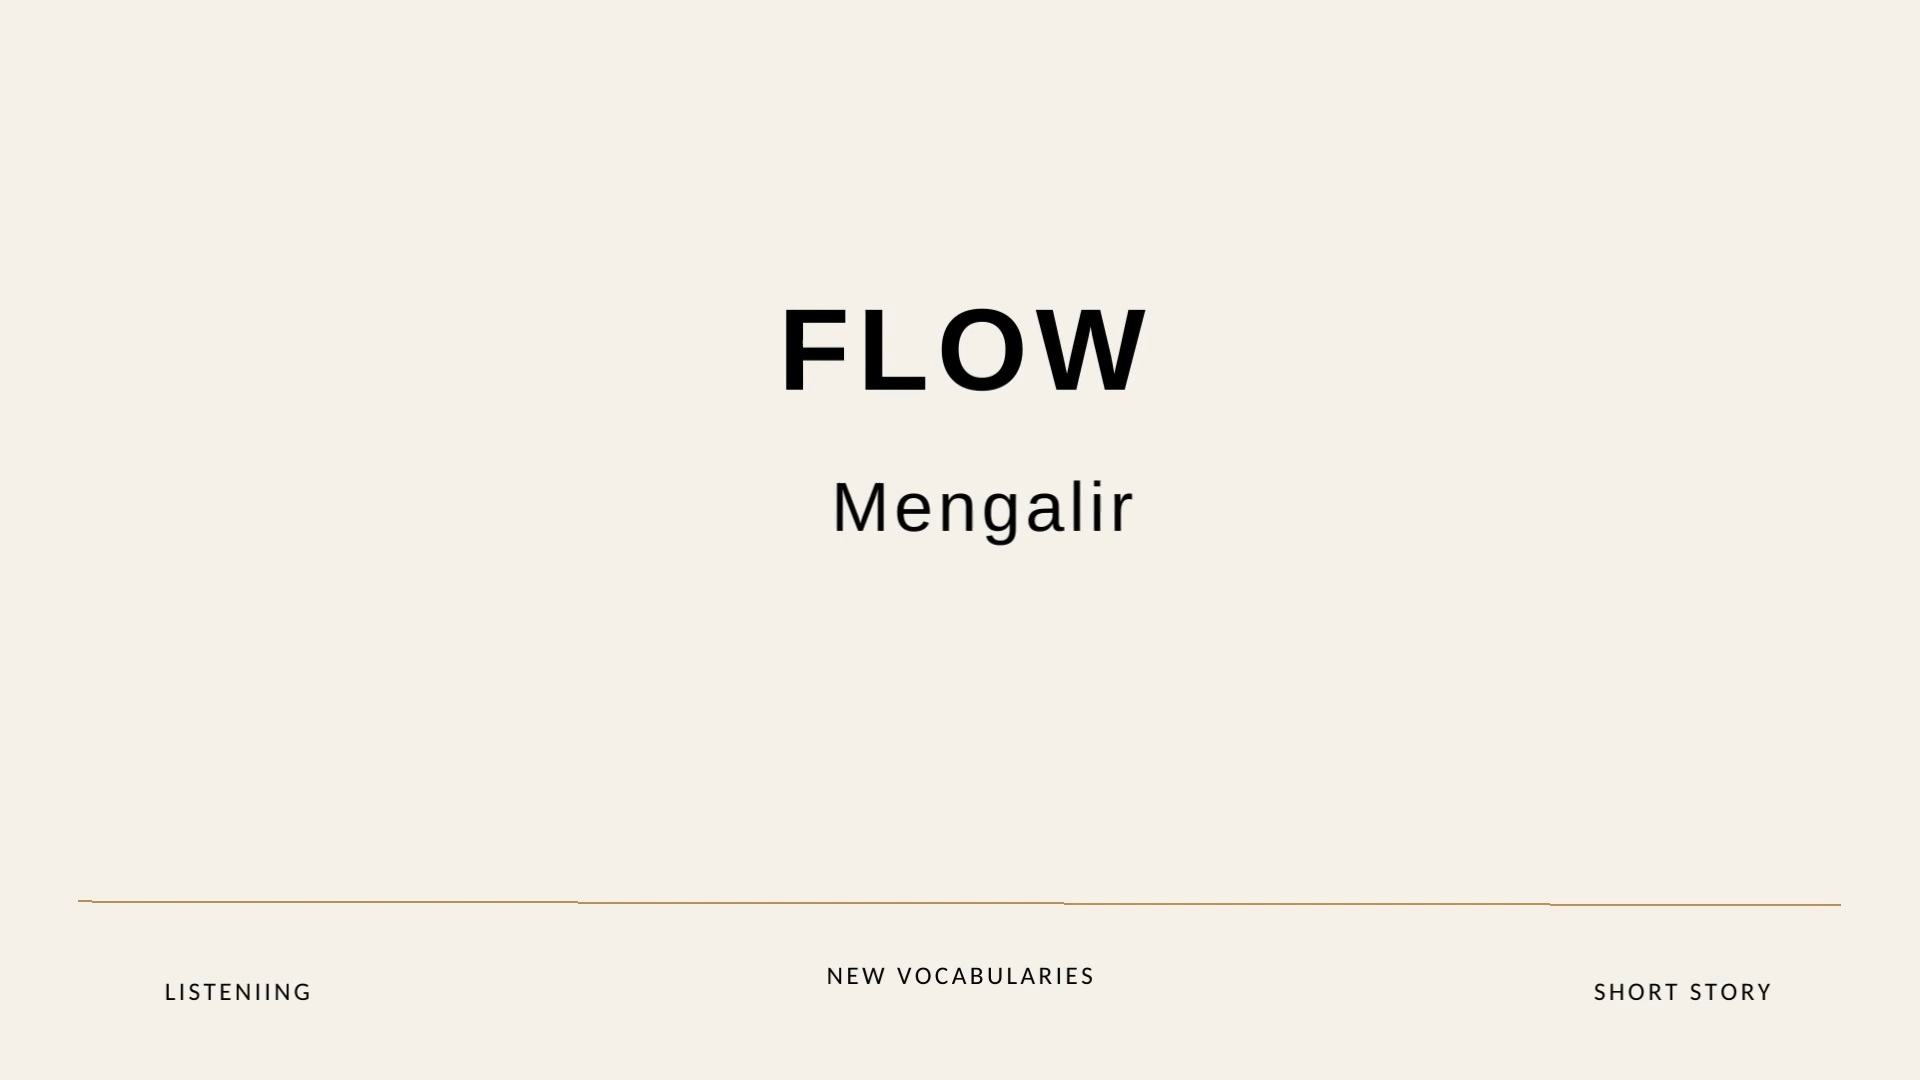 FLOW
Mengalir
LISTENIING
NEW VOCABULARIES
SHORT STORY